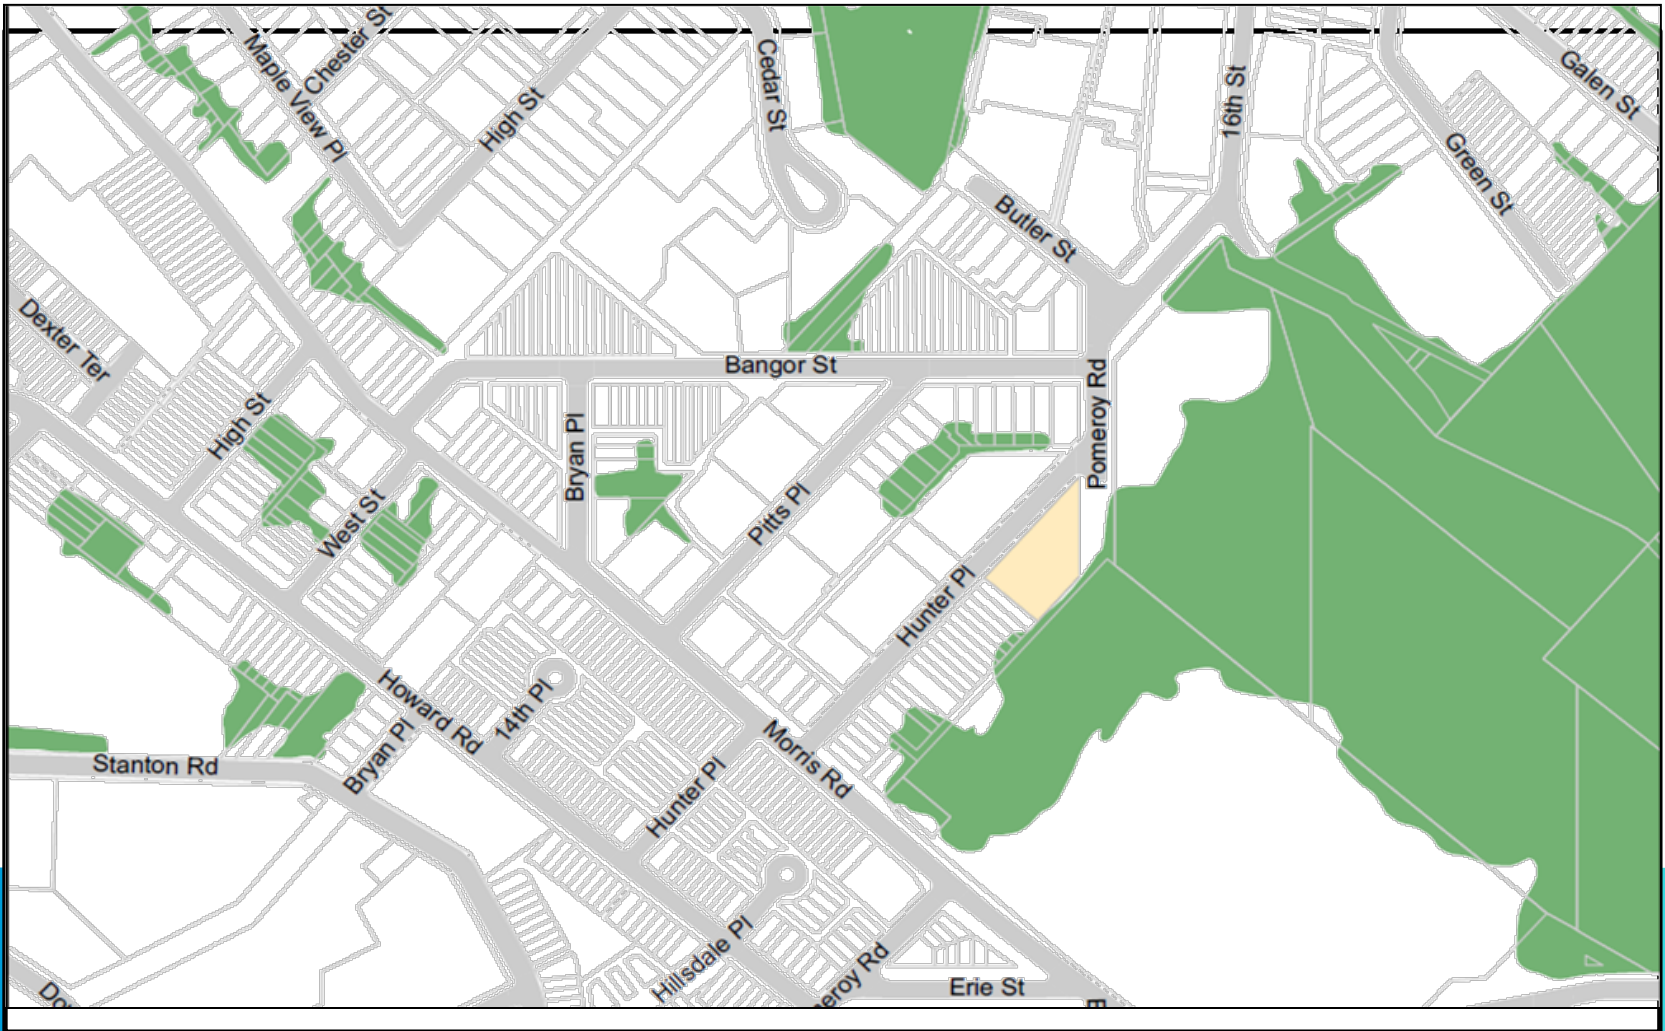 Chester St
Maple View Pl
High St
Cedar St
16th St
Galen St
Green St
Butler St
Dexter Ter
Bangor St
Pomeroy Rd
High St
Bryan Pl
Pitts Pl
West St
Hunter Pl
Howard Rd
14th Pl
Bryan Pl
Stanton Rd
Morris Rd
Hunter Pl
Hillsdale Pl
eroy Rd
Erie St